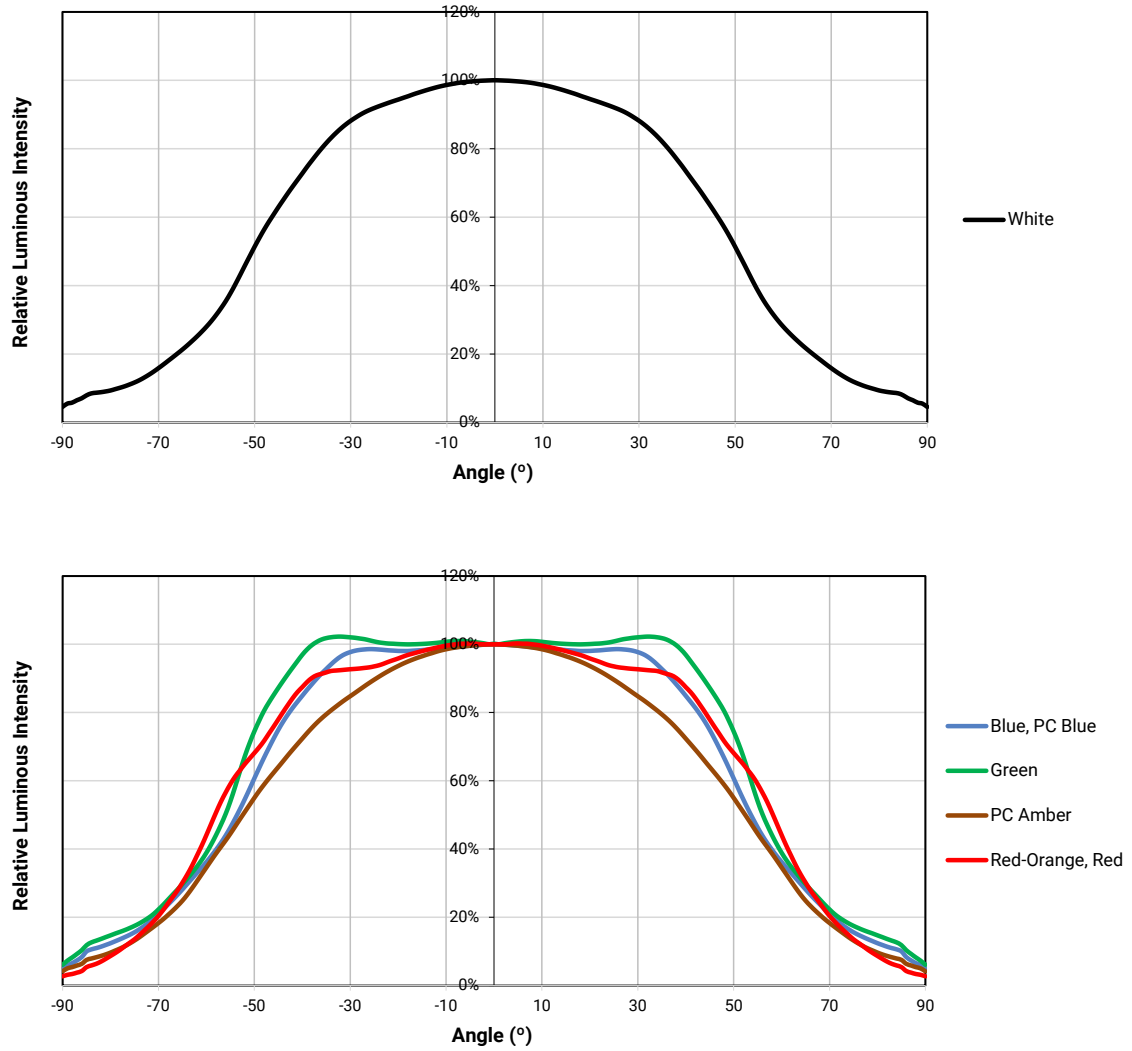 120%
100%
80%
60%
40%
20%
0%
-90 -70 -50 -30 -10 10 30 50 70 90
Relative Luminous Intensity
Angle (º)
White
120%
100%
80%
60%
40%
20%
0%
-90 -70 -50 -30 -10 10 30 50 70 90
Relative Luminous Intensity
Angle (º)
Blue, PC Blue
Green
PC Amber
Red-Orange, Red